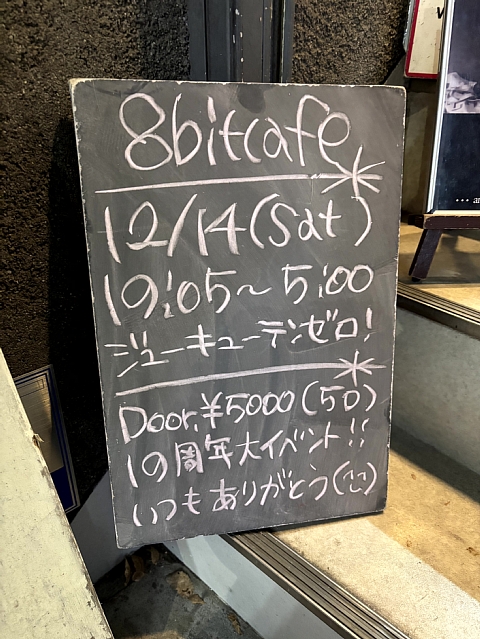 8bitcafe
12/14(Sat)
19:05~5:00
ジューキューテンゼロ!
Door,¥5000(5D)
19周年大イベント!!
いつもありがとう